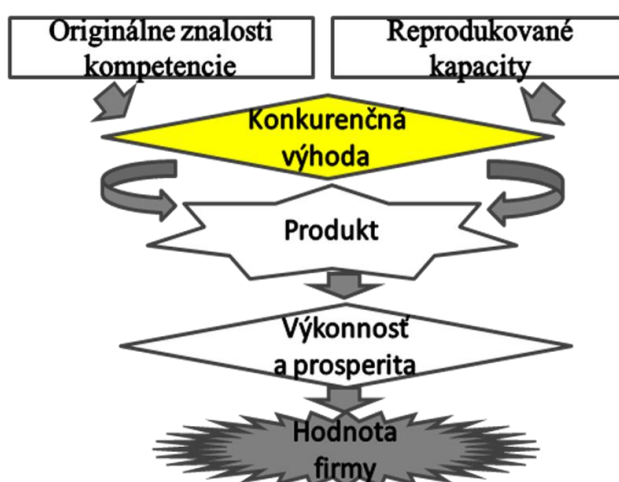 Originálne znalosti
kompetencie
Reprodukované
kapacity
Konkurenčná
výhoda
Produkt
Výkonnosť
a prosperita
Hodnota
firmy